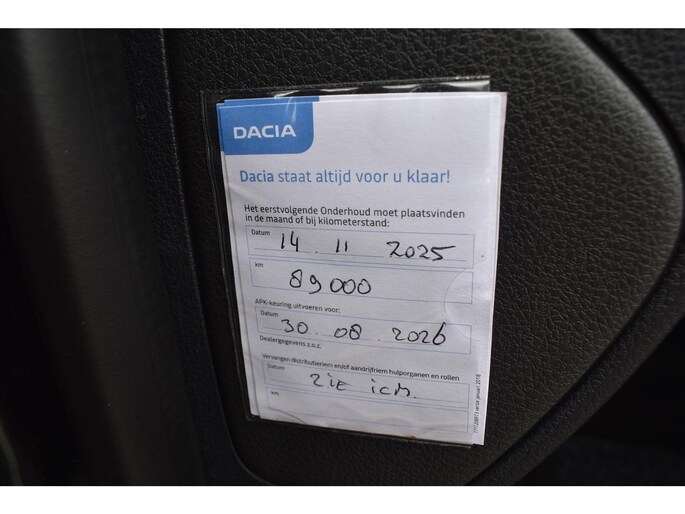 DACIA
Dacia staat altijd voor u klaar!
Het eerstvolgende Onderhoud moet plaatsvinden
in de maand of bij kilometerstand:
Datum 14 11 2025
km 89000
APK-keuring uitvoeren voor:
Datum 30 08 2026
Dealergegevens z.o.z.
Vervangen distributieriem en/of aandrijfriem hulporganen en rollen
Datum zie icm.
km